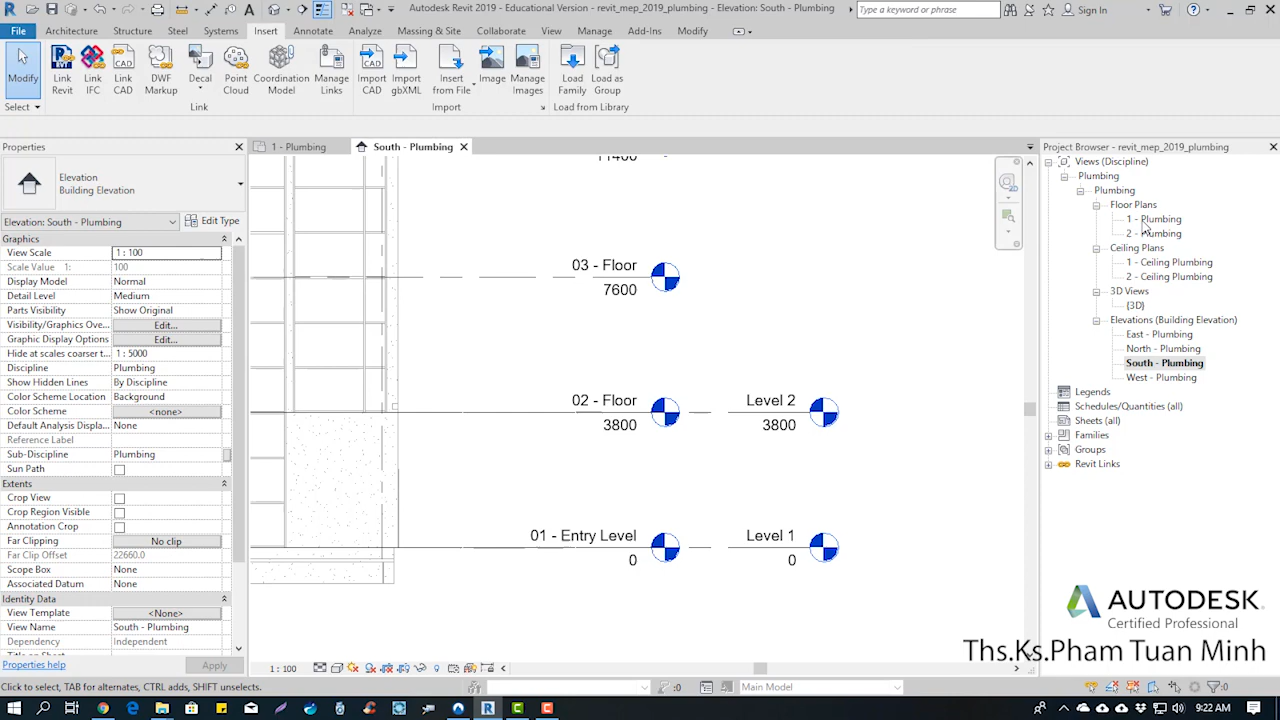 Autodesk Revit 2019 - Educational Version - revit_mep_2019_plumbing - Elevation: South - Plumbing
Type a keyword or phrase
Sign In
File
Architecture
Structure
Steel
Systems
Insert
Annotate
Analyze
Massing & Site
Collaborate
View
Manage
Add-Ins
Modify
Modify
Link Revit
Link IFC
Link CAD
DWF Markup
Decal
Point Cloud
Coordination Model
Manage Links
Import CAD
Import gbXML
Insert from File
Image
Manage Images
Load Family
Load as Group
Select
Link
Import
Load from Library
Properties
Elevation
Building Elevation
Elevation: South - Plumbing
Edit Type
Graphics
View Scale 1 : 100
Scale Value 1: 100
Display Model Normal
Detail Level Medium
Parts Visibility Show Original
Visibility/Graphics Ove... Edit...
Graphic Display Options Edit...
Hide at scales coarser t... 1 : 5000
Discipline Plumbing
Show Hidden Lines By Discipline
Color Scheme Location Background
Color Scheme <none>
Default Analysis Displa... None
Reference Label
Sub-Discipline Plumbing
Sun Path
Extents
Crop View
Crop Region Visible
Annotation Crop
Far Clipping No clip
Far Clip Offset 22660.0
Scope Box None
Associated Datum None
Identity Data
View Template <None>
View Name South - Plumbing
Dependency Independent
Properties help
Apply
1 - Plumbing
South - Plumbing
11400
03 - Floor
7600
02 - Floor
3800
Level 2
3800
01 - Entry Level
0
Level 1
0
Project Browser - revit_mep_2019_plumbing
Views (Discipline)
Plumbing
Plumbing
Floor Plans
1 - Plumbing
2 - Plumbing
Ceiling Plans
1 - Ceiling Plumbing
2 - Ceiling Plumbing
3D Views
{3D}
Elevations (Building Elevation)
East - Plumbing
North - Plumbing
South - Plumbing
West - Plumbing
Legends
Schedules/Quantities (all)
Sheets (all)
Families
Groups
Revit Links
AUTODESK.
Certified Professional
Ths.Ks.Pham Tuan Minh
1 : 100
Click to select, TAB for alternates, CTRL adds, SHIFT unselects.
:0
Main Model
:0
9:22 AM